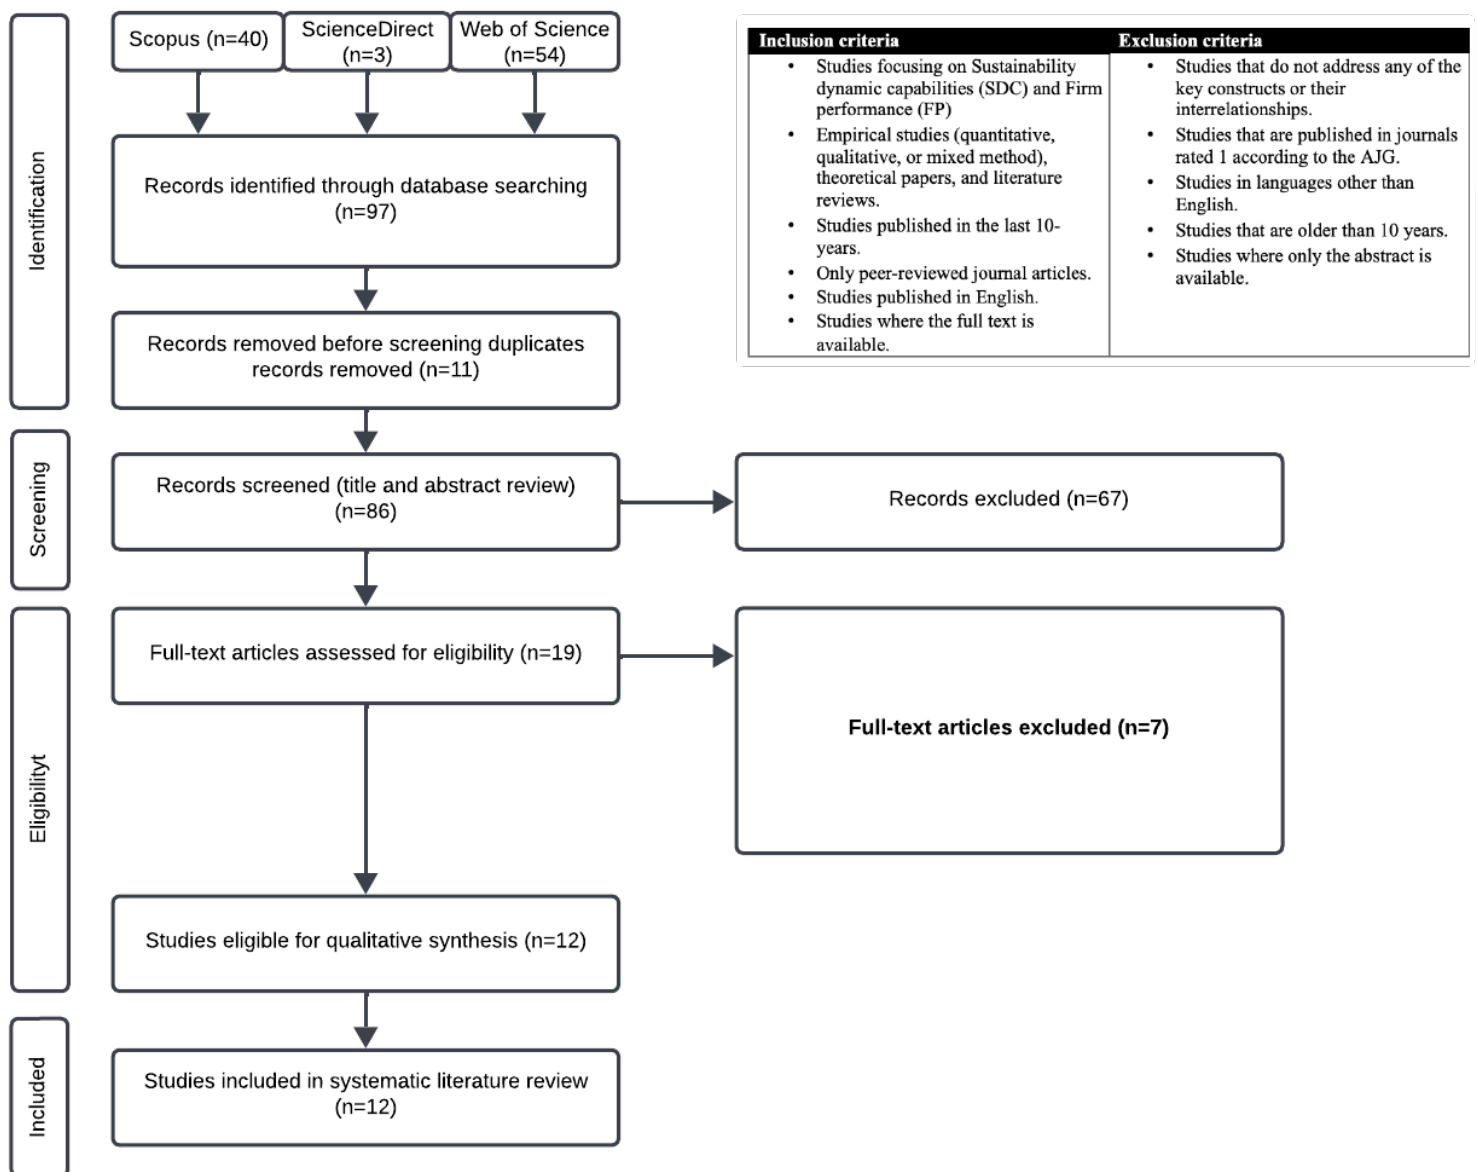 Scopus (n=40)
ScienceDirect
(n=3)
Web of Science
(n=54)
Identification
Records identified through database searching
(n=97)
Records removed before screening duplicates
records removed (n=11)
Inclusion criteria
• Studies focusing on Sustainability
dynamic capabilities (SDC) and Firm
performance (FP)
• Empirical studies (quantitative,
qualitative, or mixed method),
theoretical papers, and literature
reviews.
• Studies published in the last 10-
years.
• Only peer-reviewed journal articles.
• Studies published in English.
• Studies where the full text is
available.
Exclusion criteria
• Studies that do not address any of the
key constructs or their
interrelationships.
• Studies that are published in journals
rated 1 according to the AJG.
• Studies in languages other than
English.
• Studies that are older than 10 years.
• Studies where only the abstract is
available.
Screening
Records screened (title and abstract review)
(n=86)
Records excluded (n=67)
Eligibilityt
Full-text articles assessed for eligibility (n=19)
Full-text articles excluded (n=7)
Studies eligible for qualitative synthesis (n=12)
Included
Studies included in systematic literature review
(n=12)